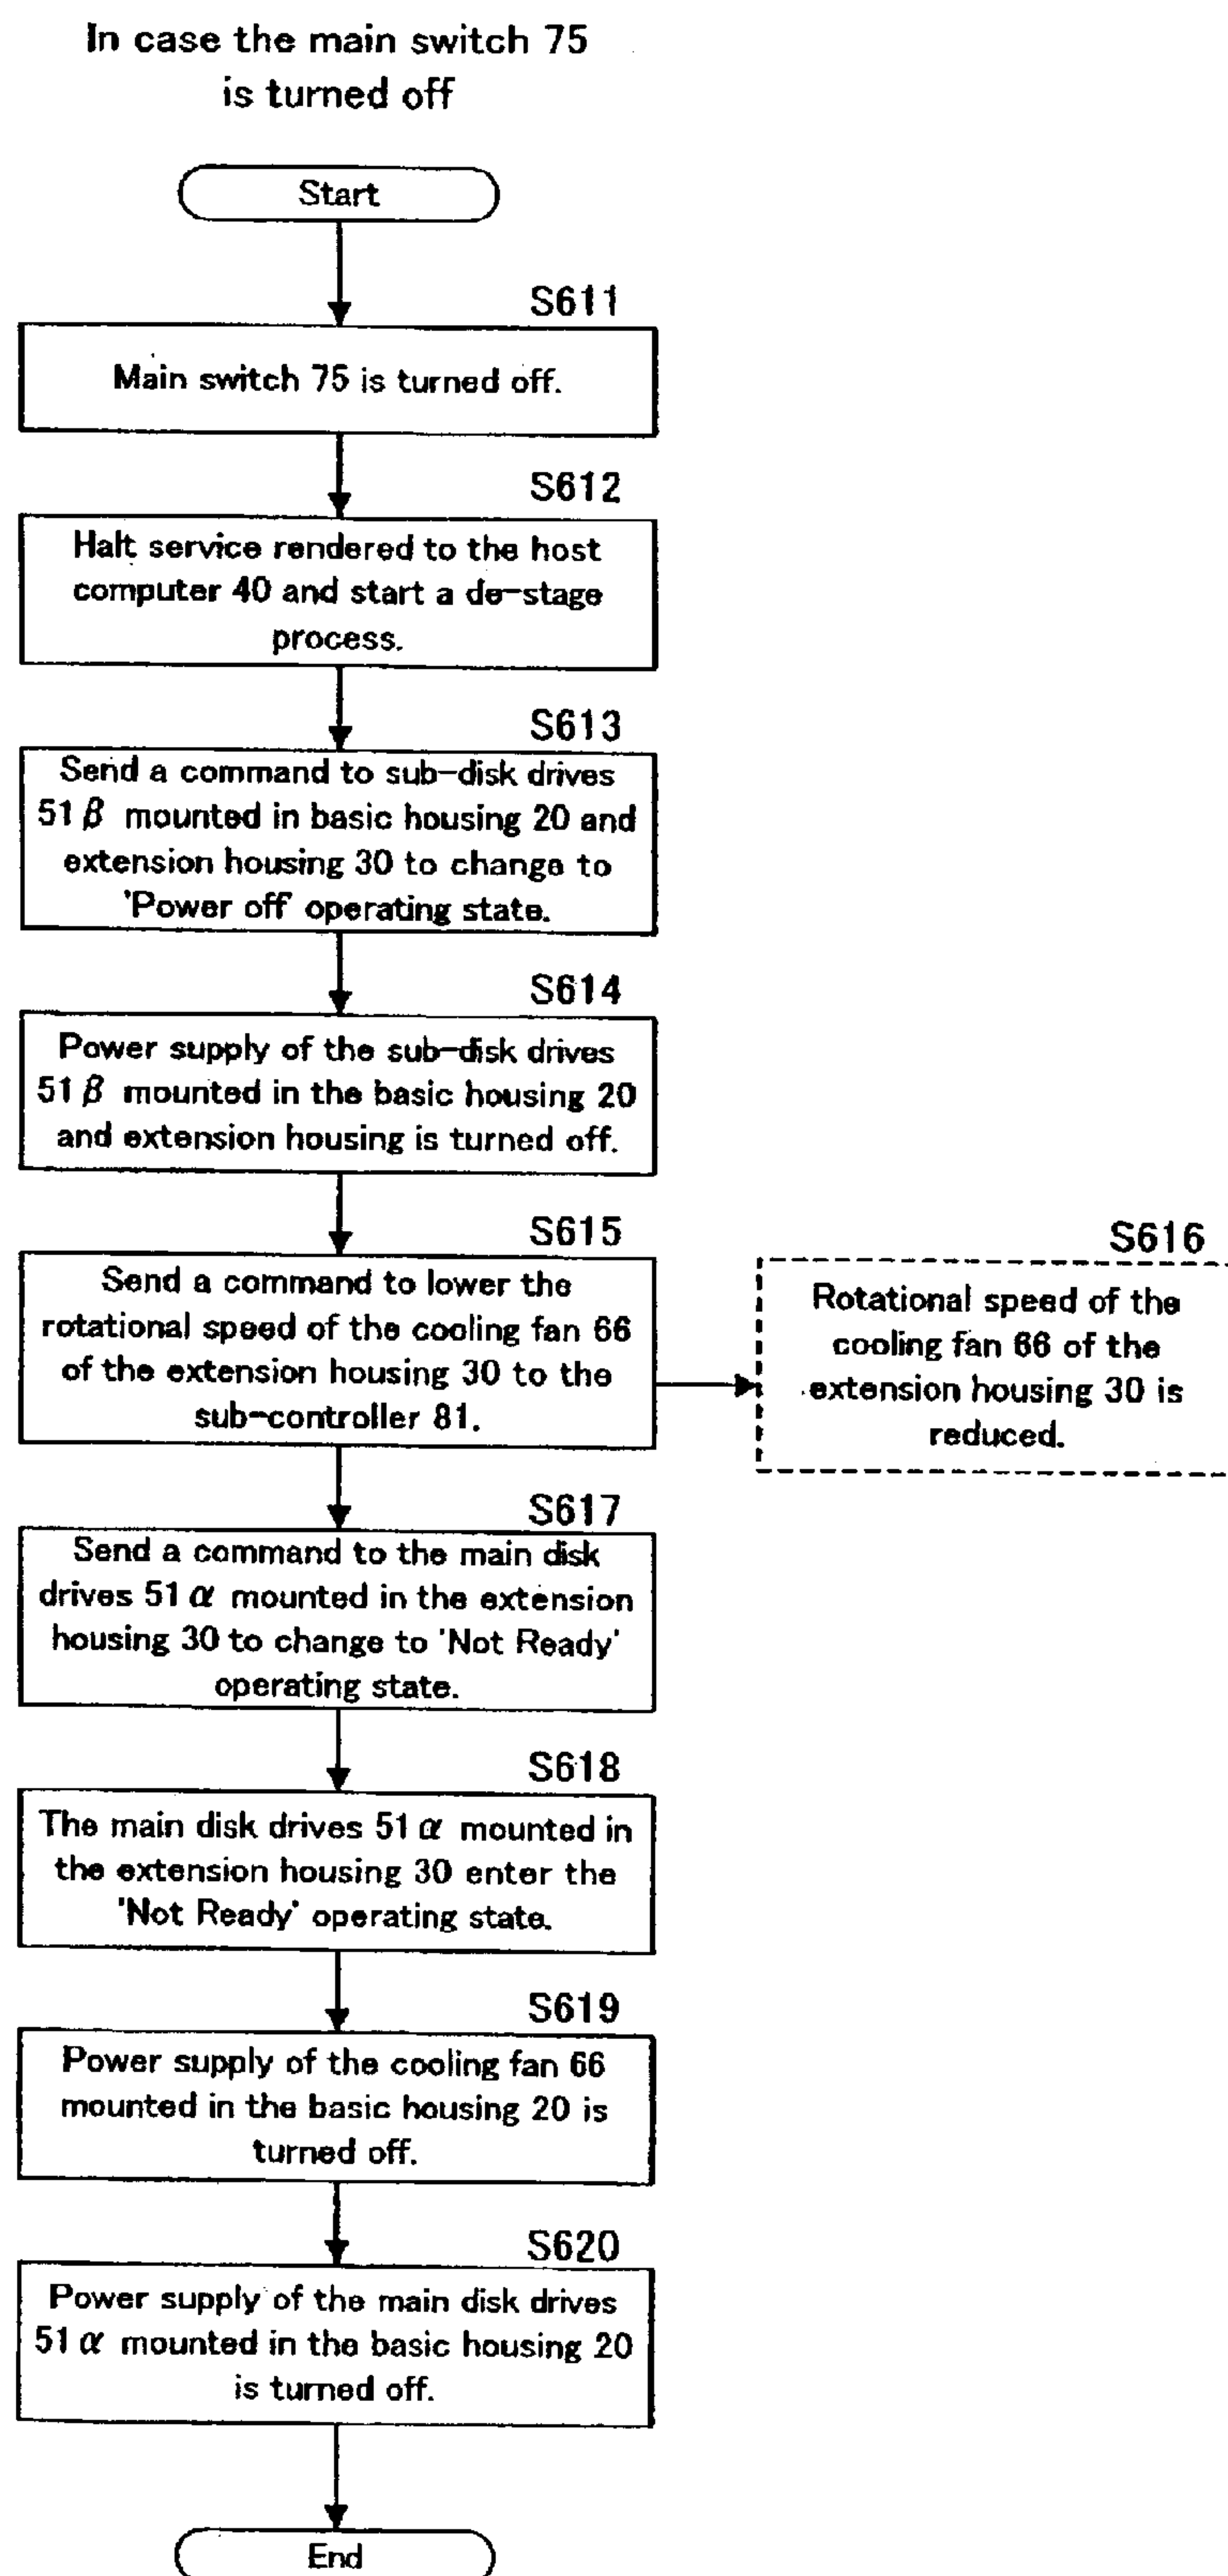 In case the main switch 75
is turned off
Start
S611
Main switch 75 is turned off.
S612
Halt service rendered to the host
computer 40 and start a de-stage
process.
S613
Send a command to sub-disk drives
51β mounted in basic housing 20 and
extension housing 30 to change to
'Power off' operating state.
S614
Power supply of the sub-disk drives
51β mounted in the basic housing 20
and extension housing is turned off.
S615
Send a command to lower the
rotational speed of the cooling fan 66
of the extension housing 30 to the
sub-controller 81.
S616
Rotational speed of the
cooling fan 66 of the
extension housing 30 is
reduced.
S617
Send a command to the main disk
drives 51α mounted in the extension
housing 30 to change to 'Not Ready'
operating state.
S618
The main disk drives 51α mounted in
the extension housing 30 enter the
'Not Ready' operating state.
S619
Power supply of the cooling fan 66
mounted in the basic housing 20 is
turned off.
S620
Power supply of the main disk drives
51α mounted in the basic housing 20
is turned off.
End